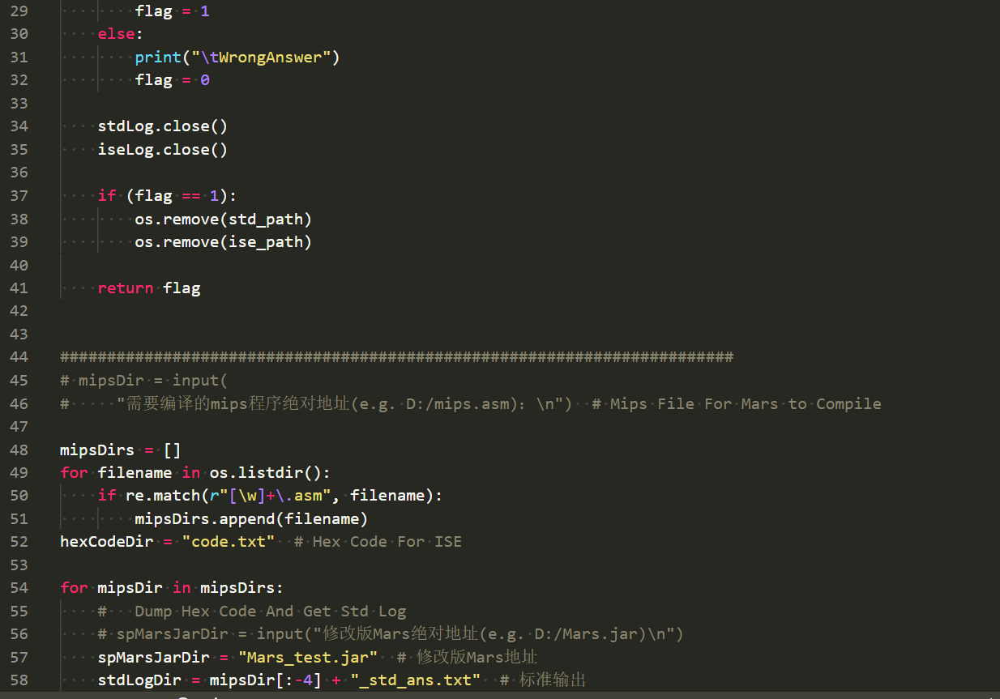 29 flag = 1
30 else:
31 print("\tWrongAnswer")
32 flag = 0
33
34 stdLog.close()
35 iseLog.close()
36
37 if (flag == 1):
38 os.remove(std_path)
39 os.remove(ise_path)
40
41 return flag
42
43
44 ########################################################################
45 # mipsDir = input(
46 #     "需要编译的mips程序绝对地址(e.g. D:/mips.asm)：\n")  # Mips File For Mars to Compile
47
48 mipsDirs = []
49 for filename in os.listdir():
50 if re.match(r"[\w]+\.asm", filename):
51 mipsDirs.append(filename)
52 hexCodeDir = "code.txt"  # Hex Code For ISE
53
54 for mipsDir in mipsDirs:
55 #   Dump Hex Code And Get Std Log
56 # spMarsJarDir = input("修改版Mars绝对地址(e.g. D:/Mars.jar)\n")
57 spMarsJarDir = "Mars_test.jar"  # 修改版Mars地址
58 stdLogDir = mipsDir[:-4] + "_std_ans.txt"  # 标准输出